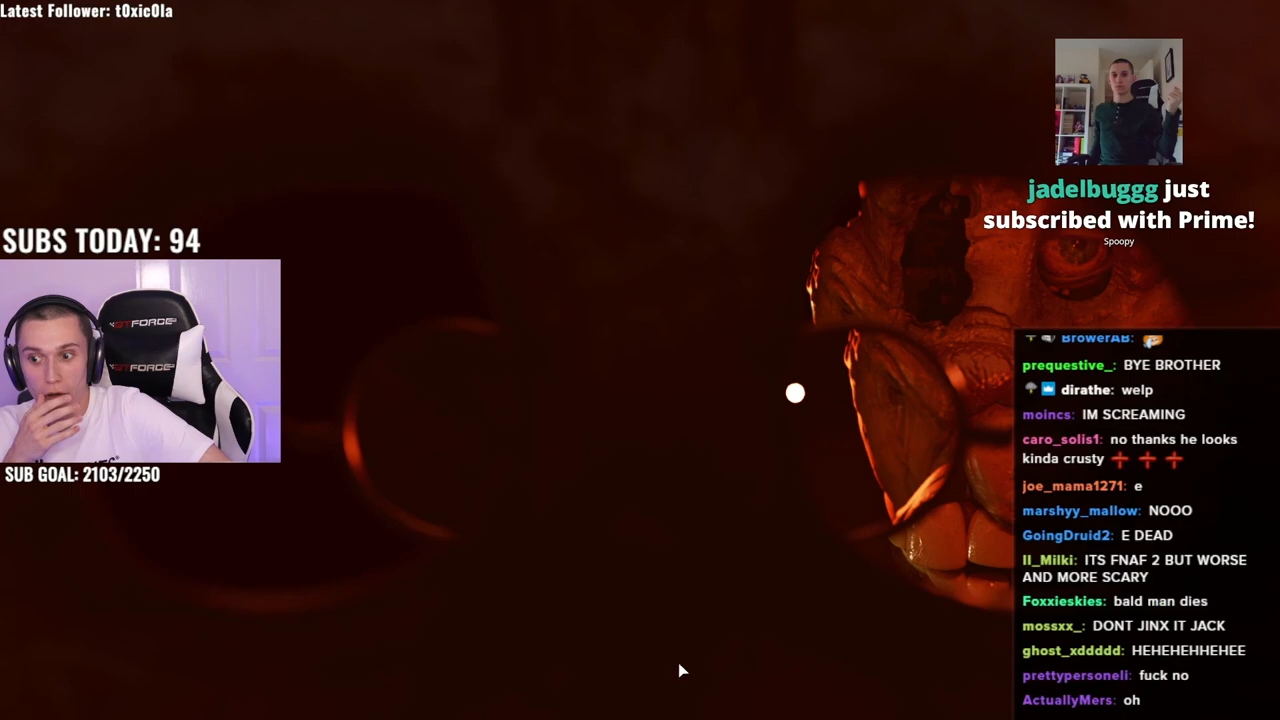 Latest Follower: t0xic0la
jadelbuggg just
subscribed with Prime!
Spoopy
SUBS TODAY: 94
GTFORCE
GTFORCE
SUB GOAL: 2103/2250
BrowerAB:
prequestive_: BYE BROTHER
dirathe: welp
moincs: IM SCREAMING
caro_solis1: no thanks he looks
kinda crusty
joe_mama1271: e
marshyy_mallow: NOOO
GoingDruid2: E DEAD
II_Milki: ITS FNAF 2 BUT WORSE
AND MORE SCARY
Foxxieskies: bald man dies
mossxx_: DONT JINX IT JACK
ghost_xddddd: HEHEHEHHEHEE
prettypersoneli: fuck no
ActuallyMers: oh